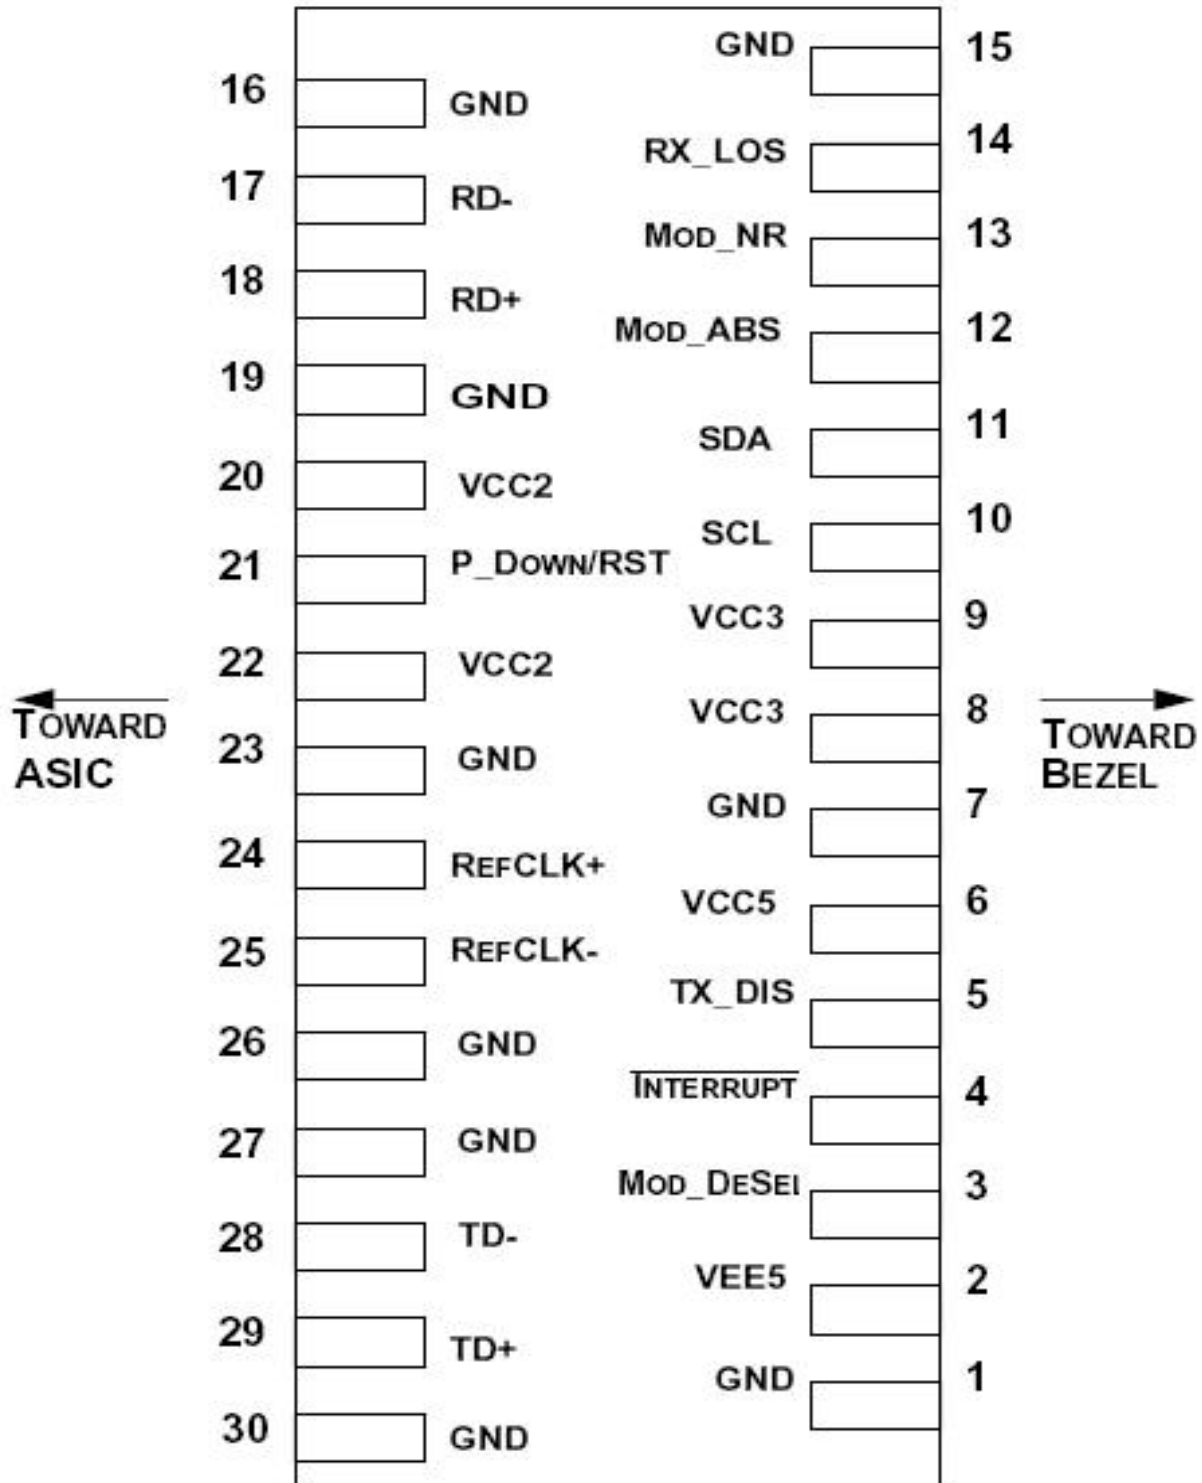 GND 15
16 GND
RX_LOS 14
17 RD-
MOD_NR 13
18 RD+
MOD_ABS 12
19 GND
SDA 11
20 VCC2
SCL 10
21 P_DOWN/RST
VCC3 9
22 VCC2
VCC3 8
TOWARD
ASIC
TOWARD
BEZEL
23 GND
GND 7
24 REFCLK+
VCC5 6
25 REFCLK-
TX_DIS 5
26 GND
INTERRUPT 4
27 GND
MOD_DESEL 3
28 TD-
VEE5 2
29 TD+
GND 1
30 GND